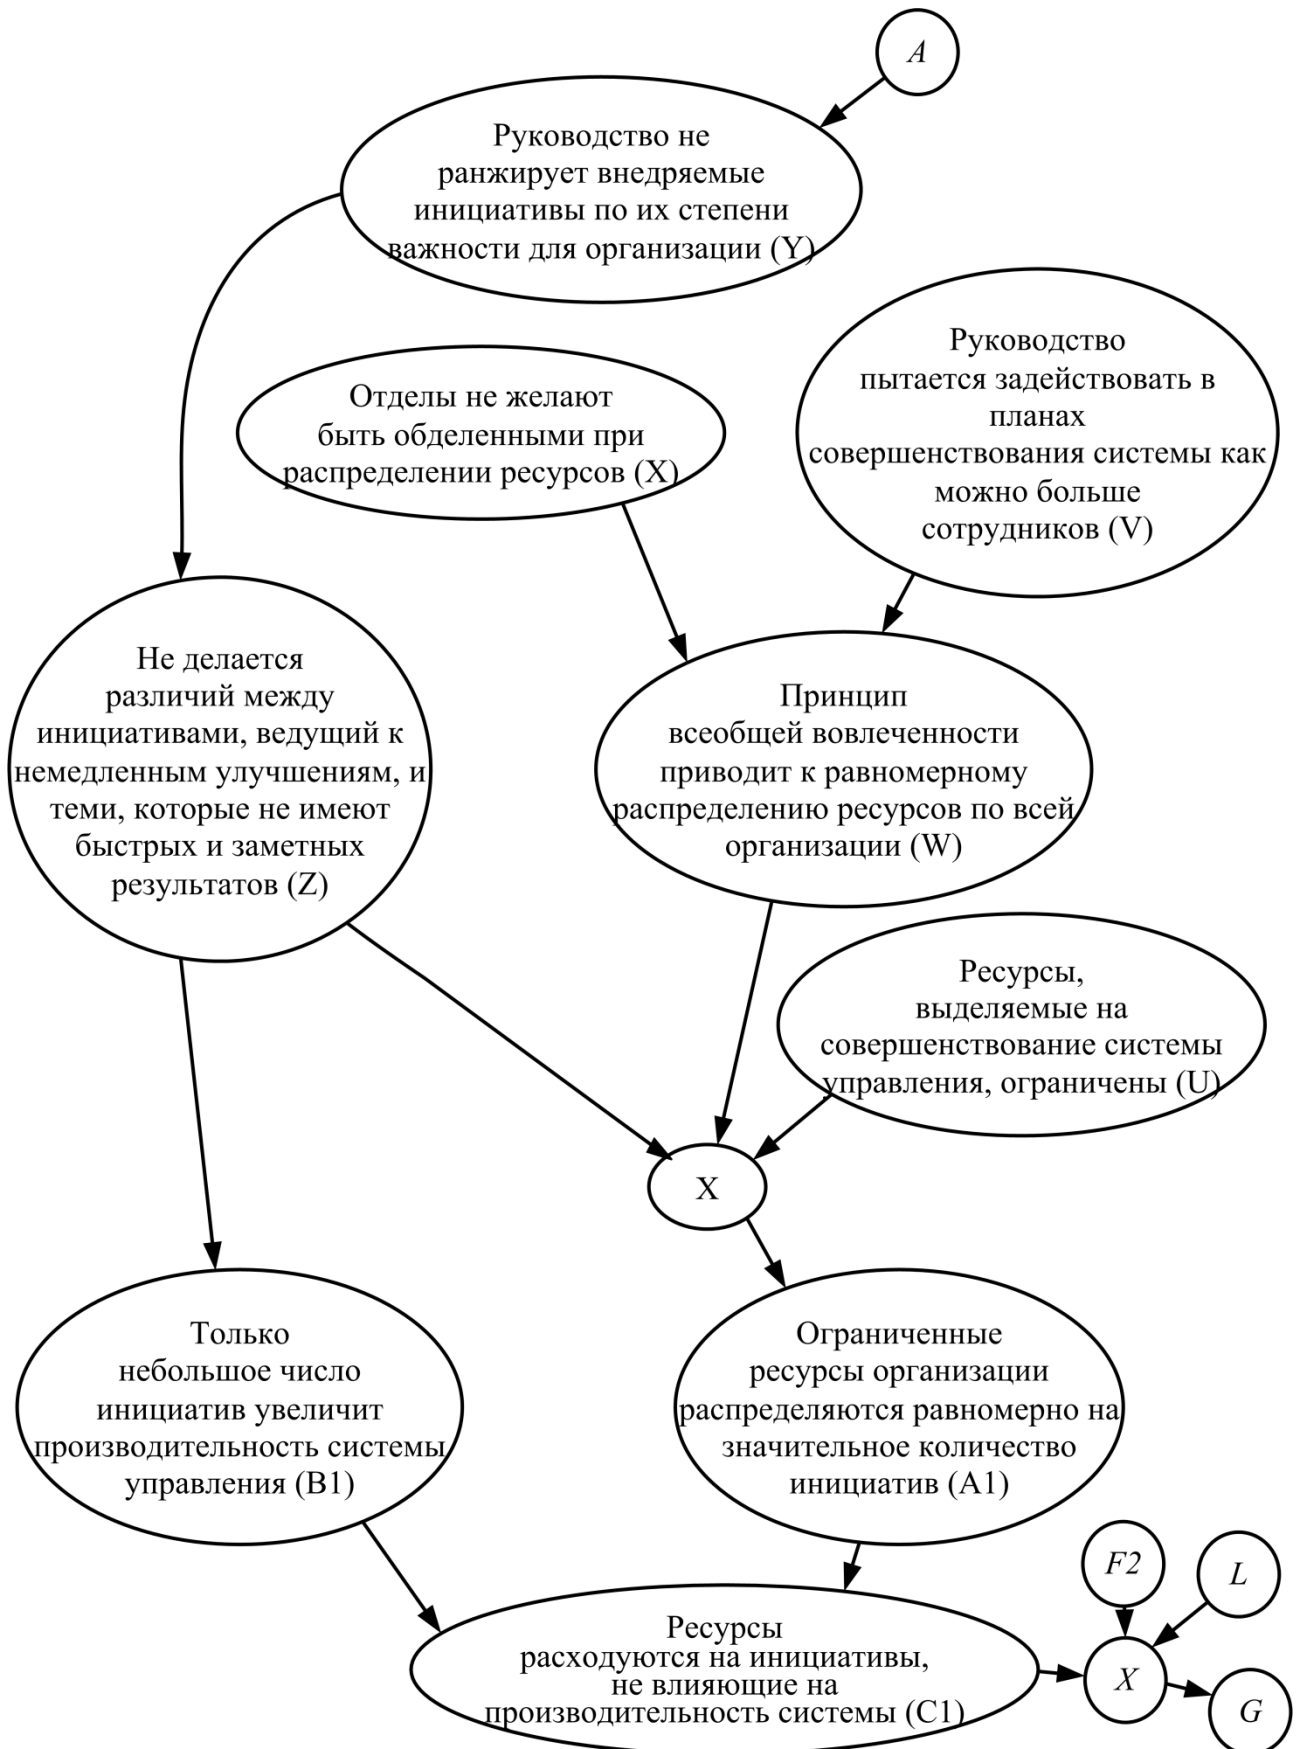 A
Руководство не
ранжирует внедряемые
инициативы по их степени
важности для организации (Y)
Руководство
пытается задействовать в
планах
совершенствования системы как
можно больше
сотрудников (V)
Отделы не желают
быть обделенными при
распределении ресурсов (X)
Не делается
различий между
инициативами, ведущий к
немедленным улучшениям, и
теми, которые не имеют
быстрых и заметных
результатов (Z)
Принцип
всеобщей вовлеченности
приводит к равномерному
распределению ресурсов по всей
организации (W)
Ресурсы,
выделяемые на
совершенствование системы
управления, ограничены (U)
X
Только
небольшое число
инициатив увеличит
производительность системы
управления (B1)
Ограниченные
ресурсы организации
распределяются равномерно на
значительное количество
инициатив (A1)
F2
L
Ресурсы
расходуются на инициативы,
не влияющие на
производительность системы (C1)
X
G